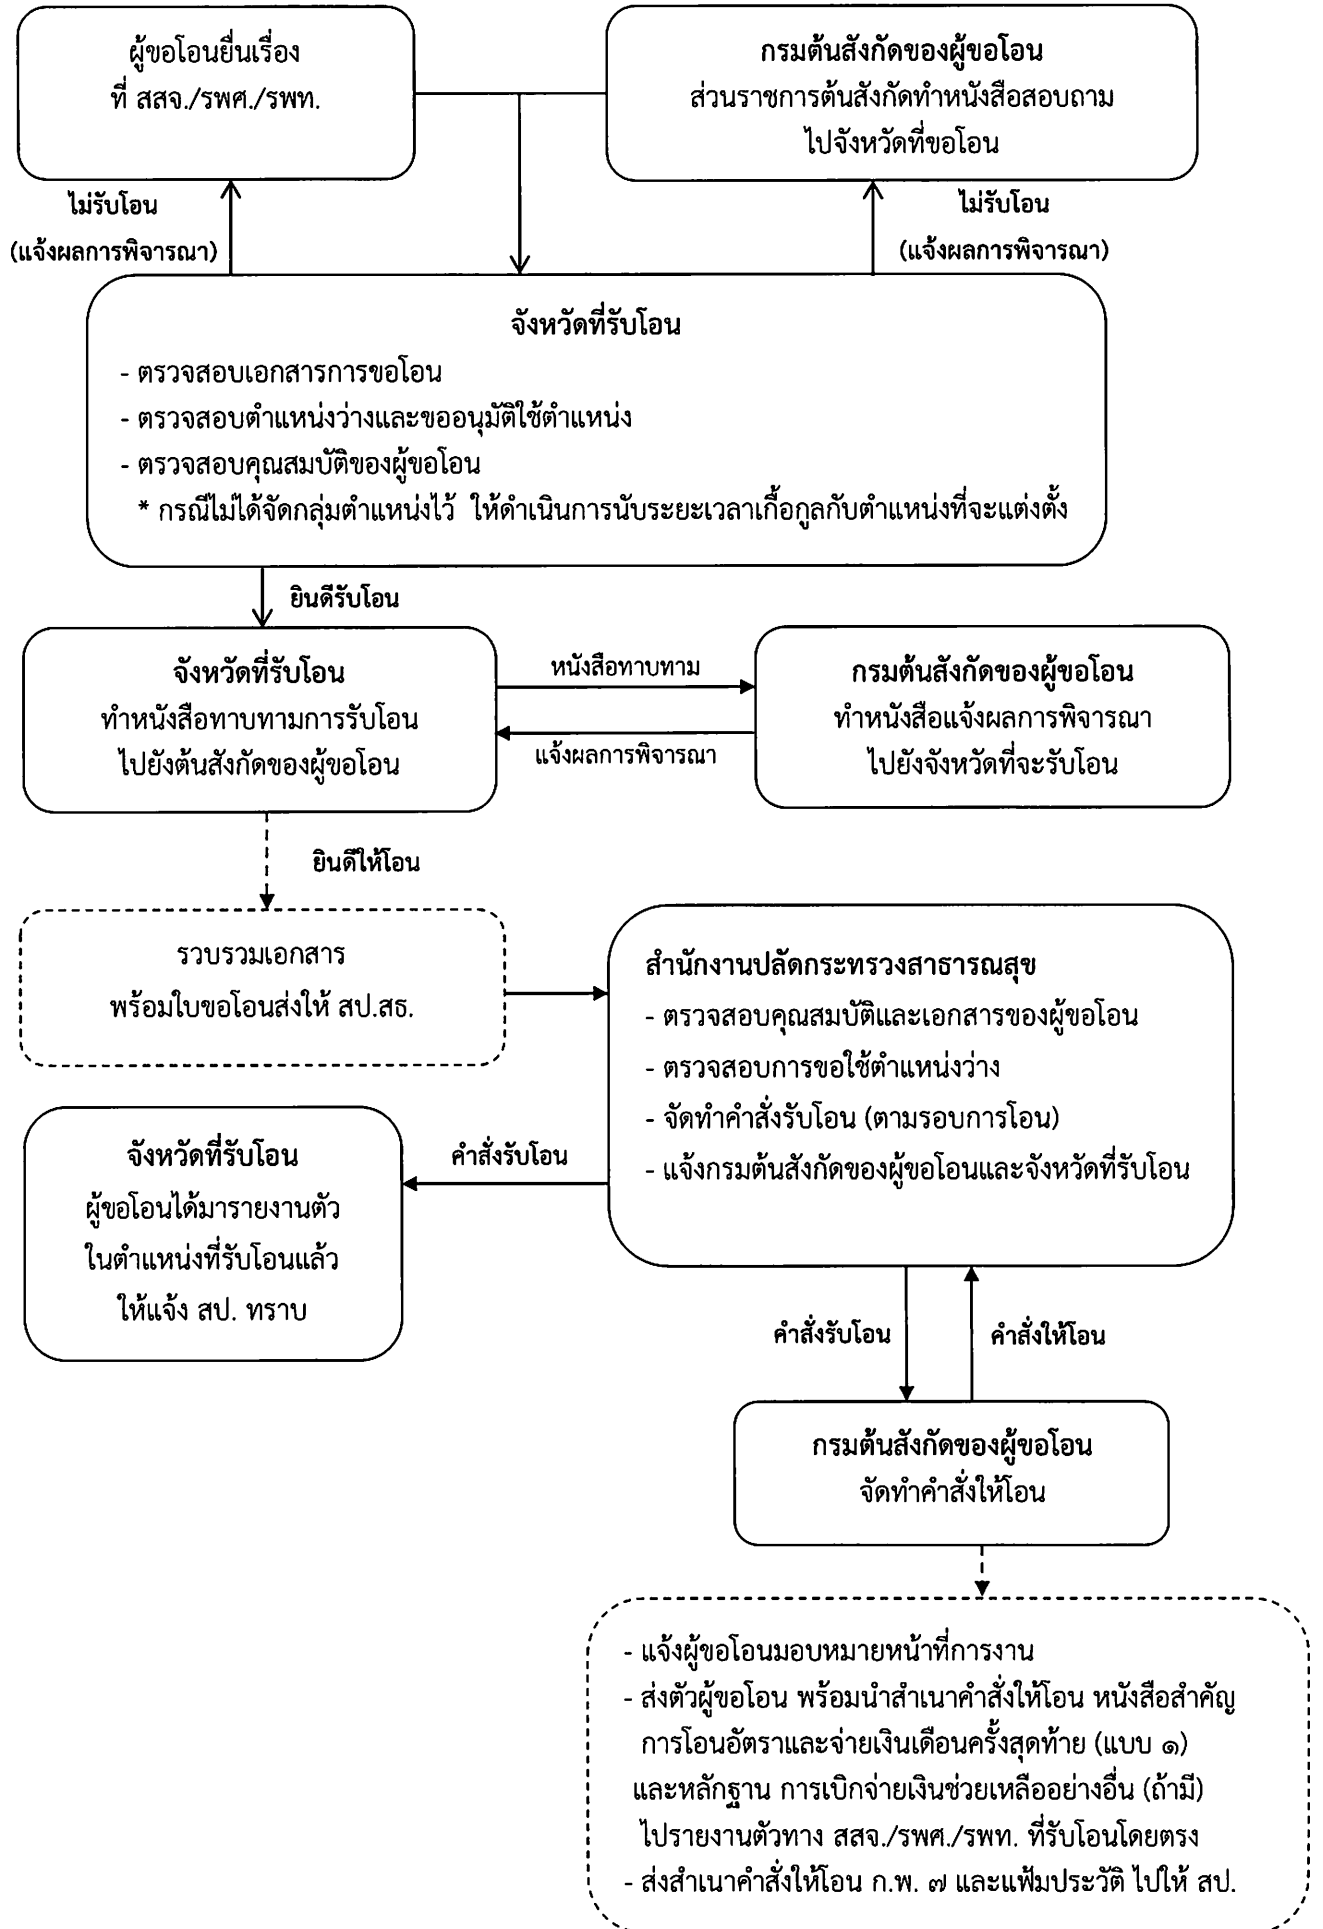 ผู้ขอโอนยื่นเรื่อง
ที่ สสจ./รพศ./รพท.
กรมต้นสังกัดของผู้ขอโอน
ส่วนราชการต้นสังกัดทำหนังสือสอบถาม
ไปจังหวัดที่ขอโอน
ไม่รับโอน
(แจ้งผลการพิจารณา)
ไม่รับโอน
(แจ้งผลการพิจารณา)
จังหวัดที่รับโอน
- ตรวจสอบเอกสารการขอโอน
- ตรวจสอบตำแหน่งว่างและขออนุมัติใช้ตำแหน่ง
- ตรวจสอบคุณสมบัติของผู้ขอโอน
* กรณีไม่ได้จัดกลุ่มตำแหน่งไว้ ให้ดำเนินการนับระยะเวลาเกื้อกูลกับตำแหน่งที่จะแต่งตั้ง
ยินดีรับโอน
จังหวัดที่รับโอน
ทำหนังสือทาบทามการรับโอน
ไปยังต้นสังกัดของผู้ขอโอน
หนังสือทาบทาม
แจ้งผลการพิจารณา
กรมต้นสังกัดของผู้ขอโอน
ทำหนังสือแจ้งผลการพิจารณา
ไปยังจังหวัดที่จะรับโอน
ยินดีให้โอน
รวบรวมเอกสาร
พร้อมใบขอโอนส่งให้ สป.สธ.
สำนักงานปลัดกระทรวงสาธารณสุข
- ตรวจสอบคุณสมบัติและเอกสารของผู้ขอโอน
- ตรวจสอบการขอใช้ตำแหน่งว่าง
- จัดทำคำสั่งรับโอน (ตามรอบการโอน)
- แจ้งกรมต้นสังกัดของผู้ขอโอนและจังหวัดที่รับโอน
คำสั่งรับโอน
จังหวัดที่รับโอน
ผู้ขอโอนได้มารายงานตัว
ในตำแหน่งที่รับโอนแล้ว
ให้แจ้ง สป. ทราบ
คำสั่งรับโอน
คำสั่งให้โอน
กรมต้นสังกัดของผู้ขอโอน
จัดทำคำสั่งให้โอน
- แจ้งผู้ขอโอนมอบหมายหน้าที่การงาน
- ส่งตัวผู้ขอโอน พร้อมนำสำเนาคำสั่งให้โอน หนังสือสำคัญ
การโอนอัตราและจ่ายเงินเดือนครั้งสุดท้าย (แบบ ๑)
และหลักฐาน การเบิกจ่ายเงินช่วยเหลืออย่างอื่น (ถ้ามี)
ไปรายงานตัวทาง สสจ./รพศ./รพท. ที่รับโอนโดยตรง
- ส่งสำเนาคำสั่งให้โอน ก.พ. ๗ และแฟ้มประวัติ ไปให้ สป.